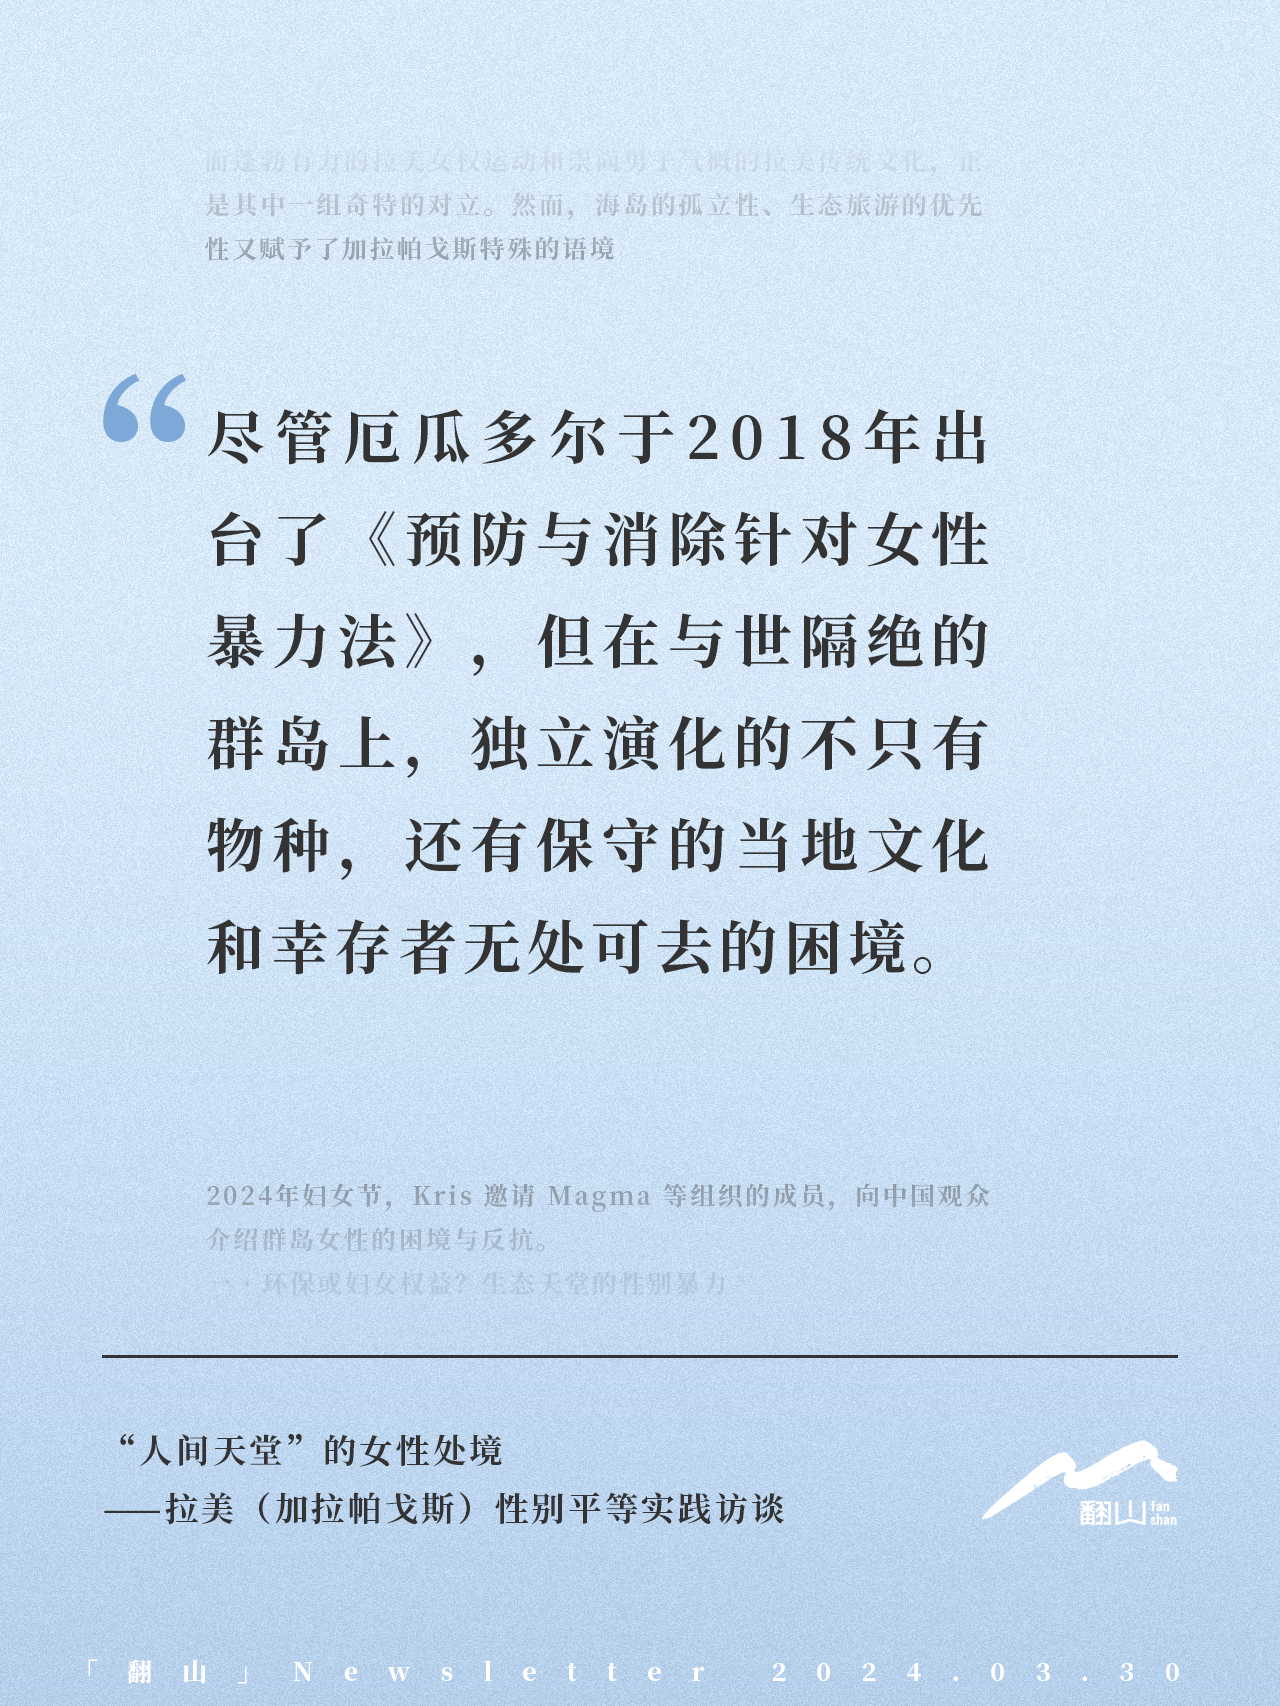 而蓬勃有力的拉美女权运动和崇尚男子气概的拉美传统文化，正
是其中一组奇特的对立。然而，海岛的孤立性、生态旅游的优先
性又赋予了加拉帕戈斯特殊的语境
“尽管厄瓜多尔于2018年出
台了《预防与消除针对女性
暴力法》，但在与世隔绝的
群岛上，独立演化的不只有
物种，还有保守的当地文化
和幸存者无处可去的困境。
2024年妇女节，Kris 邀请 Magma 等组织的成员，向中国观众
介绍群岛女性的困境与反抗。
一 · 环保或妇女权益？生态天堂的性别暴力
“人间天堂”的女性处境
——拉美（加拉帕戈斯）性别平等实践访谈
翻山 fan
shan
「翻山」Newsletter 2024.03.30